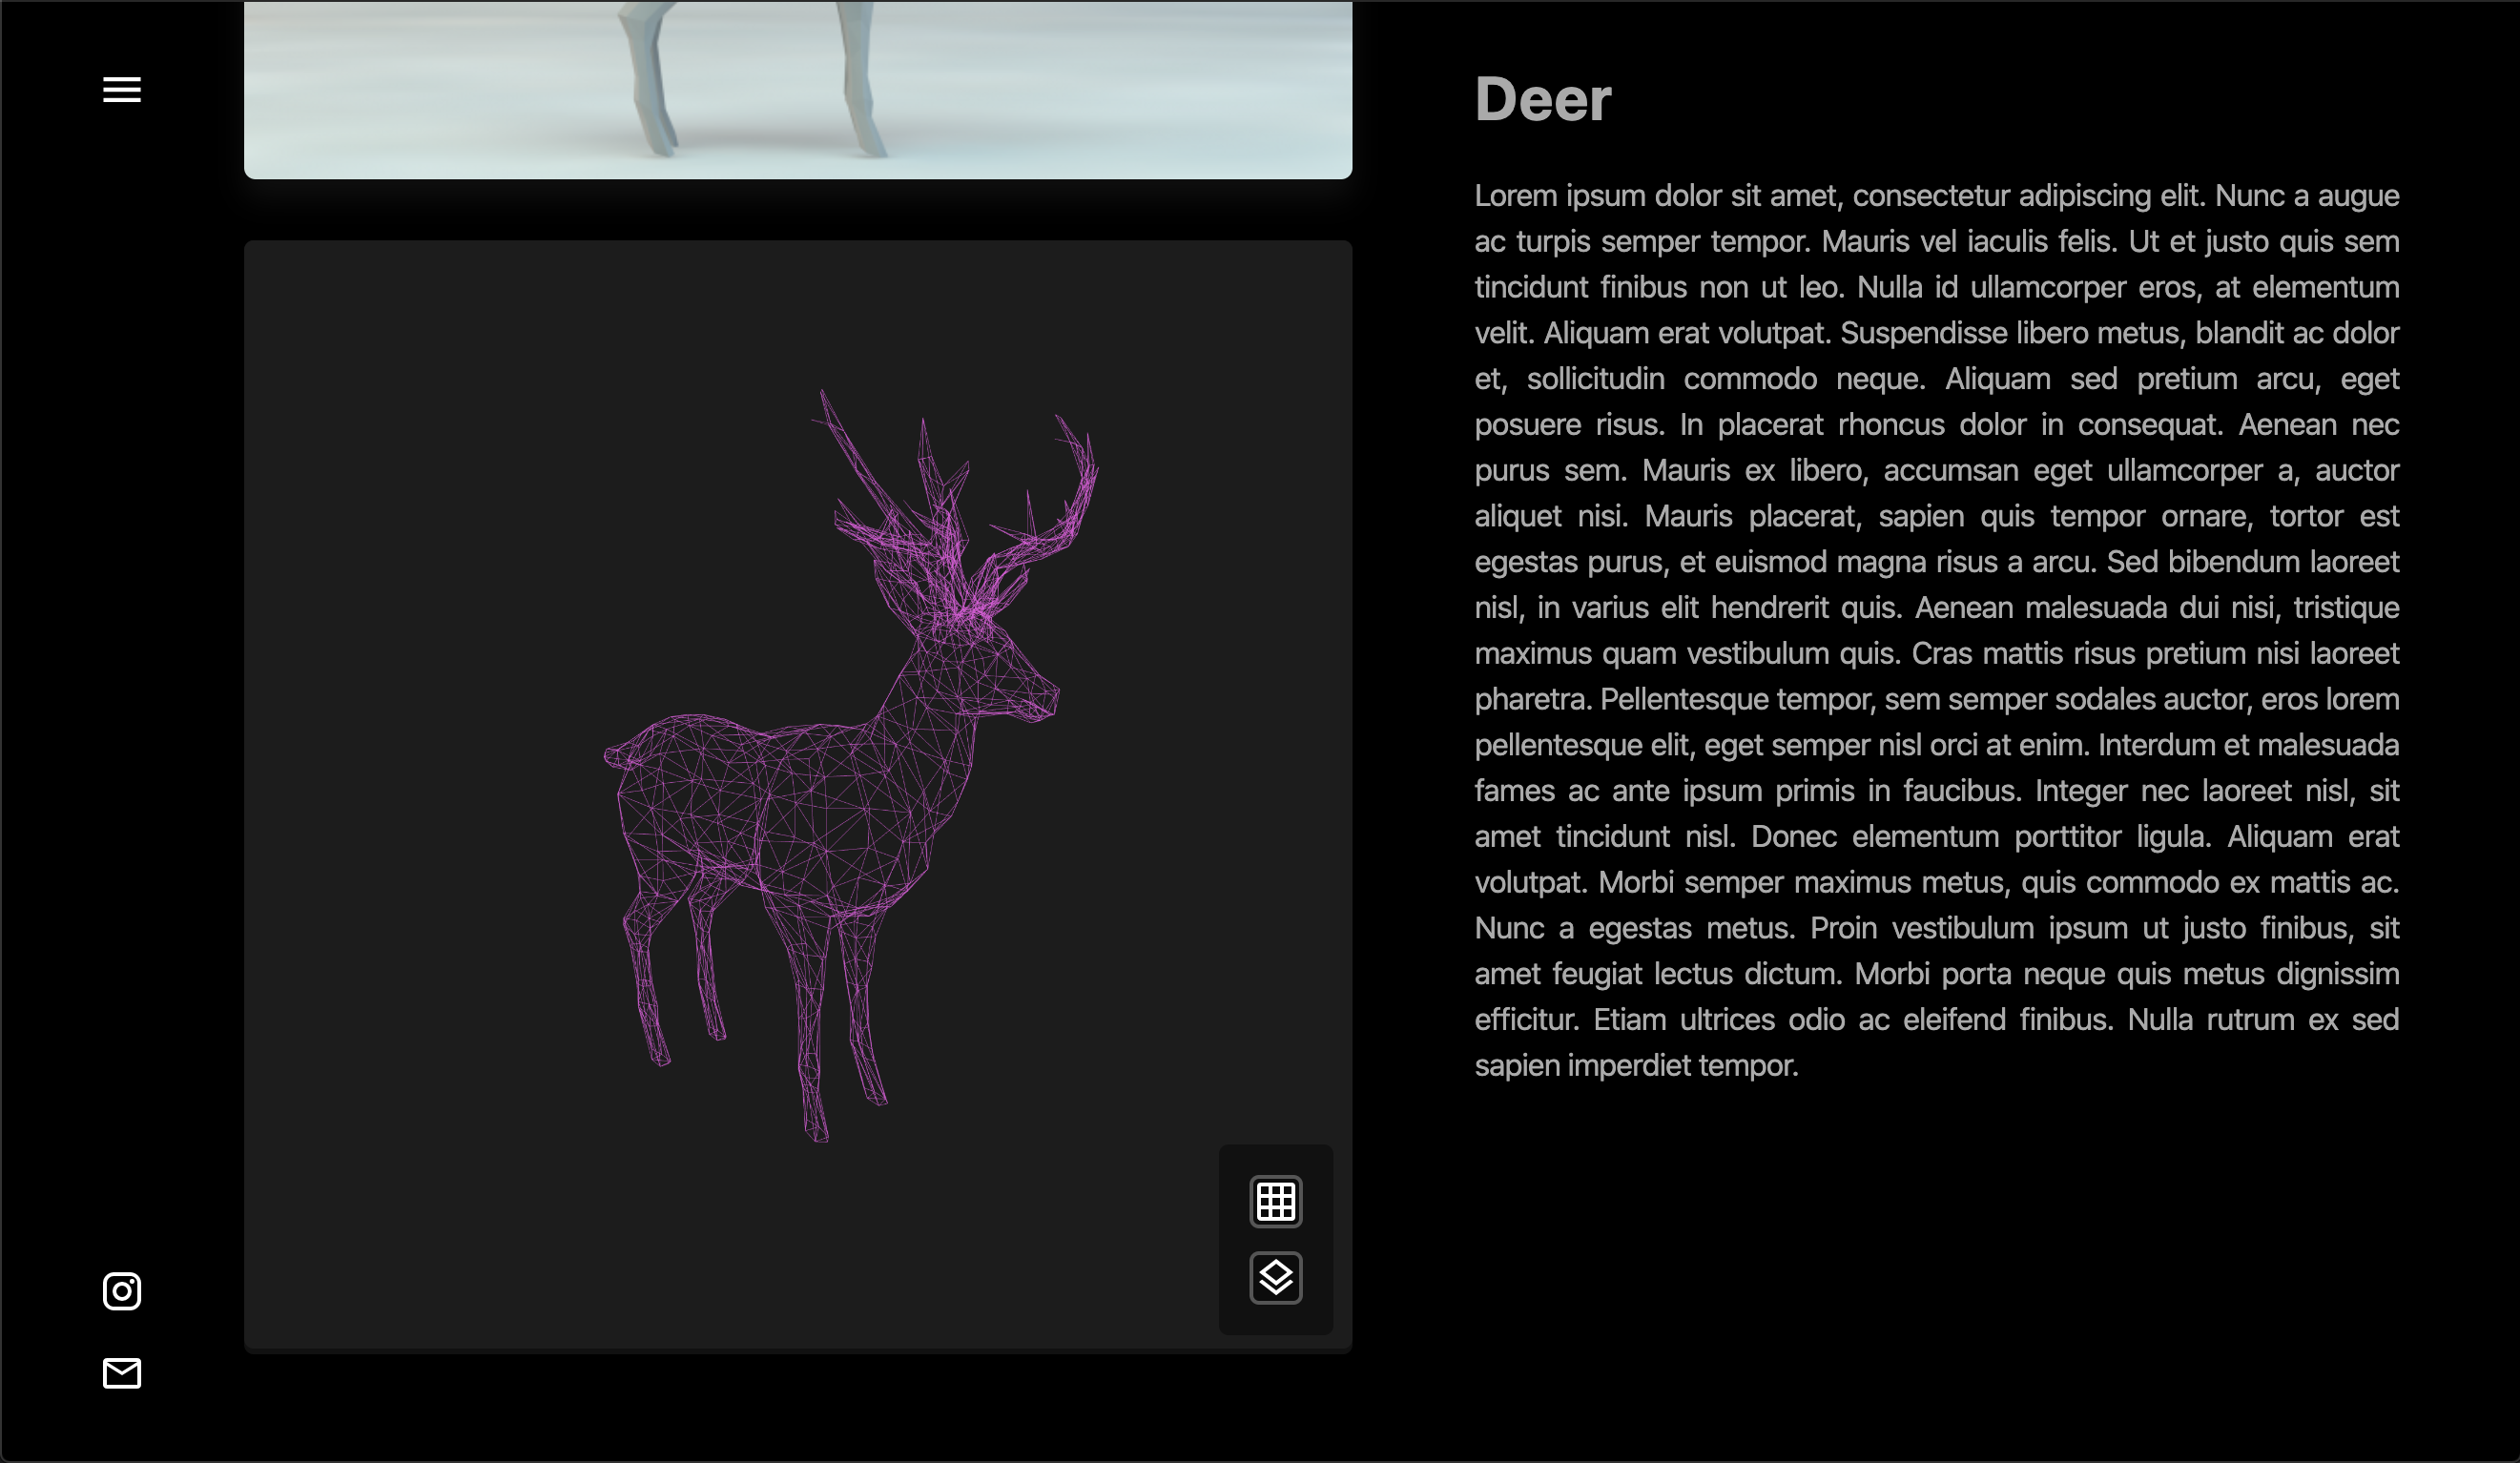 Deer
Lorem ipsum dolor sit amet, consectetur adipiscing elit. Nunc a augue
ac turpis semper tempor. Mauris vel iaculis felis. Ut et justo quis sem
tincidunt finibus non ut leo. Nulla id ullamcorper eros, at elementum
velit. Aliquam erat volutpat. Suspendisse libero metus, blandit ac dolor
et, sollicitudin commodo neque. Aliquam sed pretium arcu, eget
posuere risus. In placerat rhoncus dolor in consequat. Aenean nec
purus sem. Mauris ex libero, accumsan eget ullamcorper a, auctor
aliquet nisi. Mauris placerat, sapien quis tempor ornare, tortor est
egestas purus, et euismod magna risus a arcu. Sed bibendum laoreet
nisl, in varius elit hendrerit quis. Aenean malesuada dui nisi, tristique
maximus quam vestibulum quis. Cras mattis risus pretium nisi laoreet
pharetra. Pellentesque tempor, sem semper sodales auctor, eros lorem
pellentesque elit, eget semper nisl orci at enim. Interdum et malesuada
fames ac ante ipsum primis in faucibus. Integer nec laoreet nisl, sit
amet tincidunt nisl. Donec elementum porttitor ligula. Aliquam erat
volutpat. Morbi semper maximus metus, quis commodo ex mattis ac.
Nunc a egestas metus. Proin vestibulum ipsum ut justo finibus, sit
amet feugiat lectus dictum. Morbi porta neque quis metus dignissim
efficitur. Etiam ultrices odio ac eleifend finibus. Nulla rutrum ex sed
sapien imperdiet tempor.